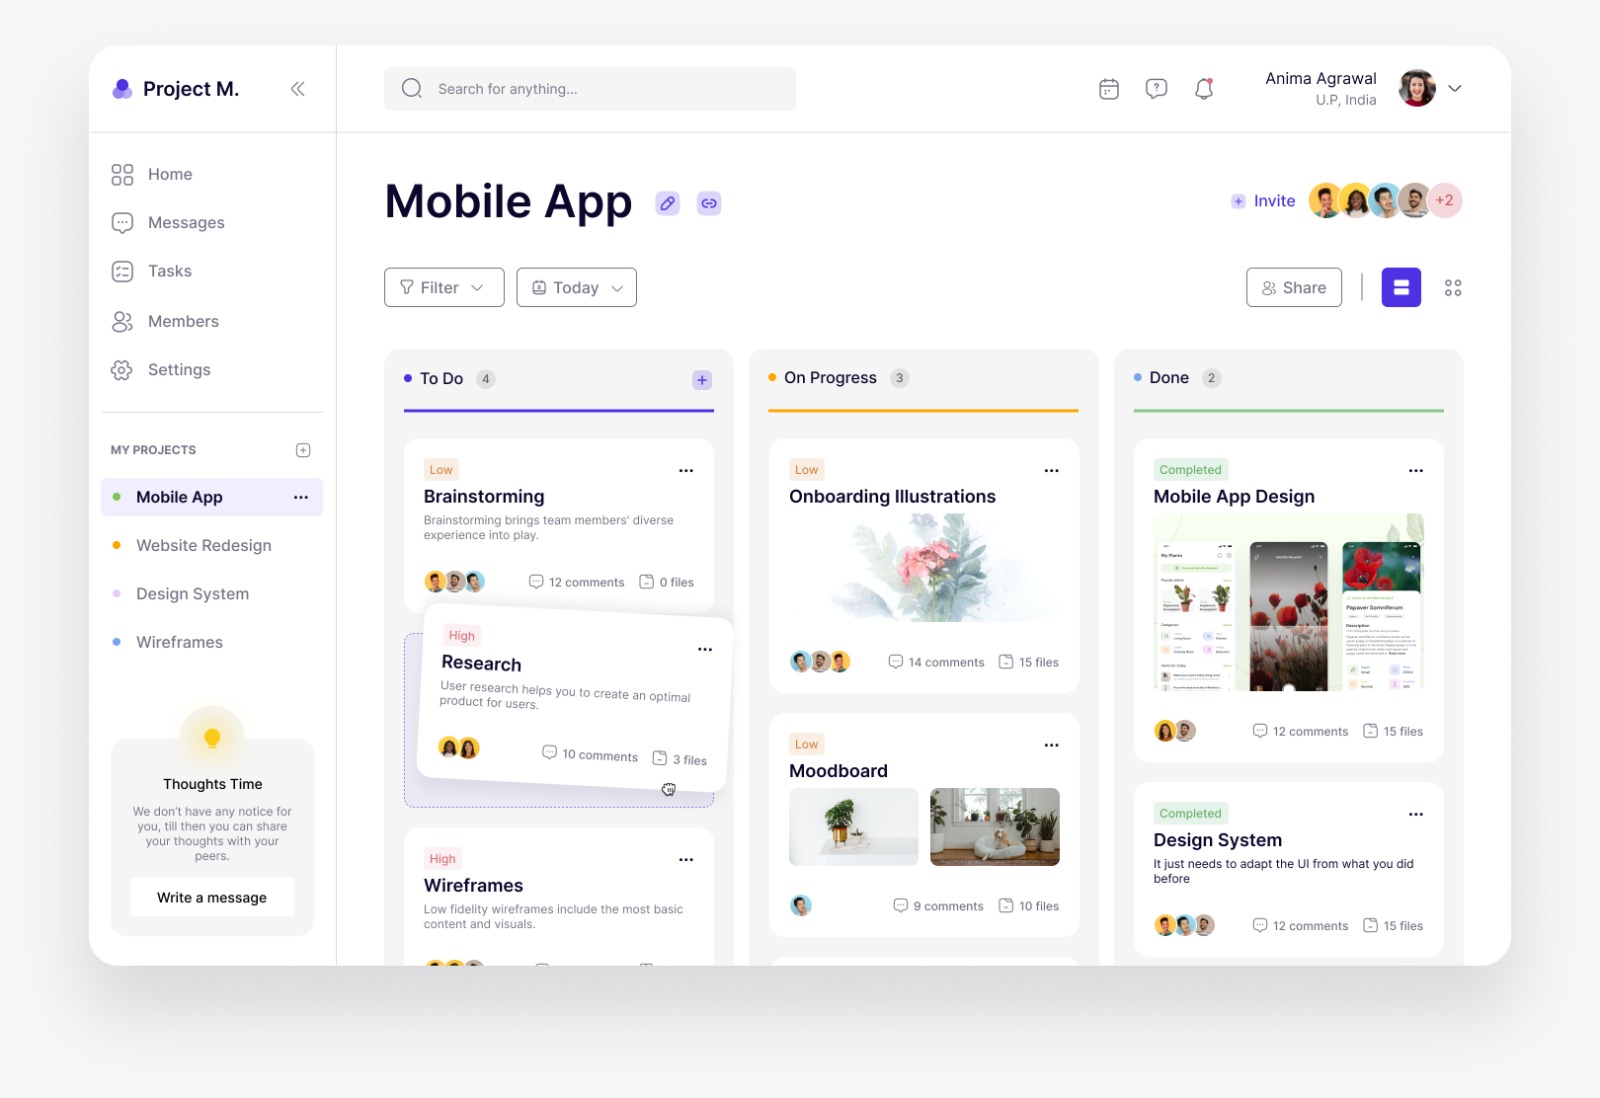 Project M.
Search for anything...
Anima Agrawal
U.P, India
Home
Messages
Tasks
Members
Settings
MY PROJECTS
Mobile App
Website Redesign
Design System
Wireframes
Thoughts Time
We don't have any notice for
you, till then you can share
your thoughts with your
peers.
Write a message
Mobile App
Invite
+2
Filter
Today
Share
To Do 4
Low
Brainstorming
Brainstorming brings team members' diverse
experience into play.
12 comments
0 files
High
Research
User research helps you to create an optimal
product for users.
10 comments
3 files
High
Wireframes
Low fidelity wireframes include the most basic
content and visuals.
On Progress 3
Low
Onboarding Illustrations
14 comments
15 files
Low
Moodboard
9 comments
10 files
Done 2
Completed
Mobile App Design
My Plants
Papaver Somniferum
Description
12 comments
15 files
Completed
Design System
It just needs to adapt the UI from what you did
before
12 comments
15 files